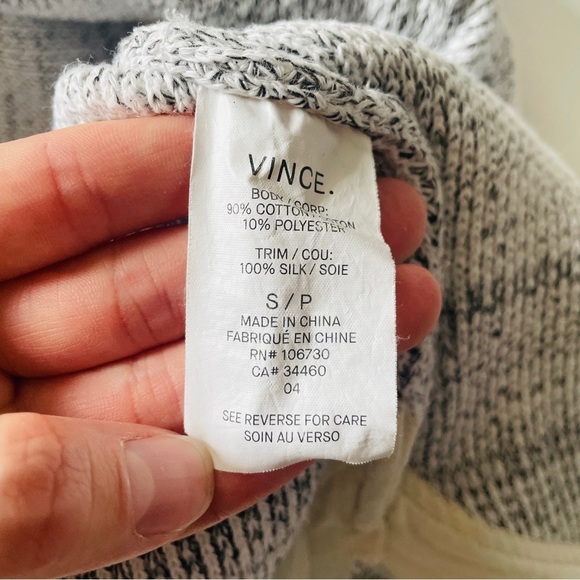 VINCE.
BODY / CORP:
90% COTTON / COTON
10% POLYESTER
TRIM / COU:
100% SILK / SOIE
S / P
MADE IN CHINA
FABRIQUÉ EN CHINE
RN# 106730
CA# 34460
04
SEE REVERSE FOR CARE
SOIN AU VERSO